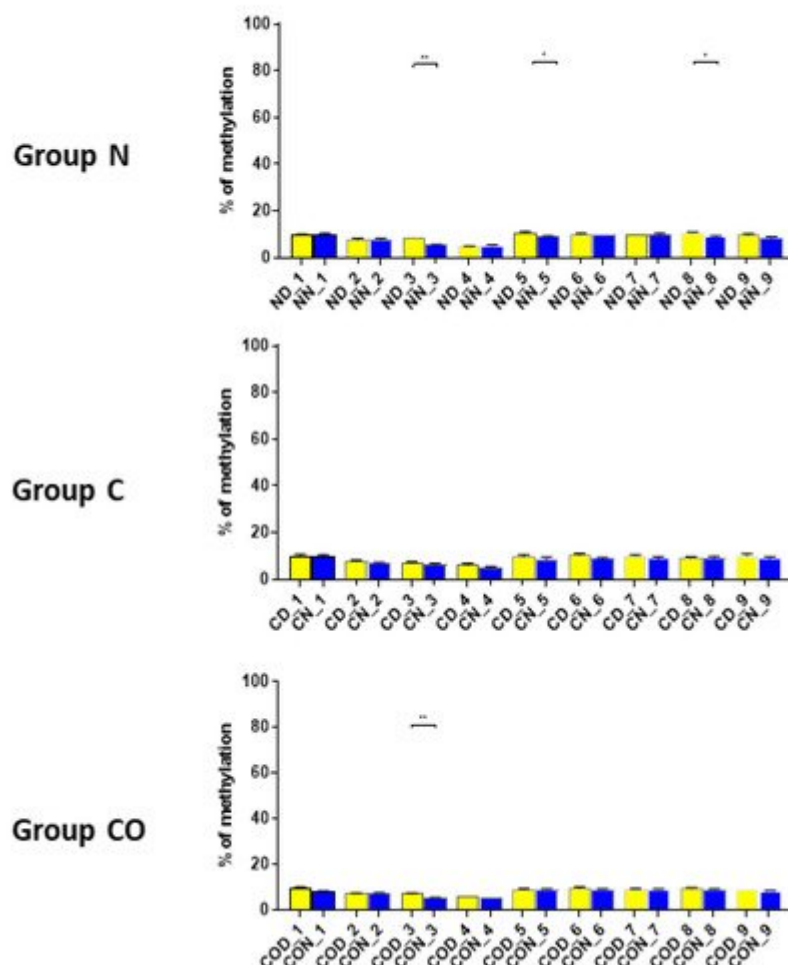 Group N
% of methylation
100
80
60
40
20
0
** * *
ND_1 NN_1 ND_2 NN_2 ND_3 NN_3 ND_4 NN_4 ND_5 NN_5 ND_6 NN_6 ND_7 NN_7 ND_8 NN_8 ND_9 NN_9
Group C
% of methylation
100
80
60
40
20
0
CD_1 CN_1 CD_2 CN_2 CD_3 CN_3 CD_4 CN_4 CD_5 CN_5 CD_6 CN_6 CD_7 CN_7 CD_8 CN_8 CD_9 CN_9
Group CO
% of methylation
100
80
60
40
20
0
**
COD_1 CON_1 COD_2 CON_2 COD_3 CON_3 COD_4 CON_4 COD_5 CON_5 COD_6 CON_6 COD_7 CON_7 COD_8 CON_8 COD_9 CON_9